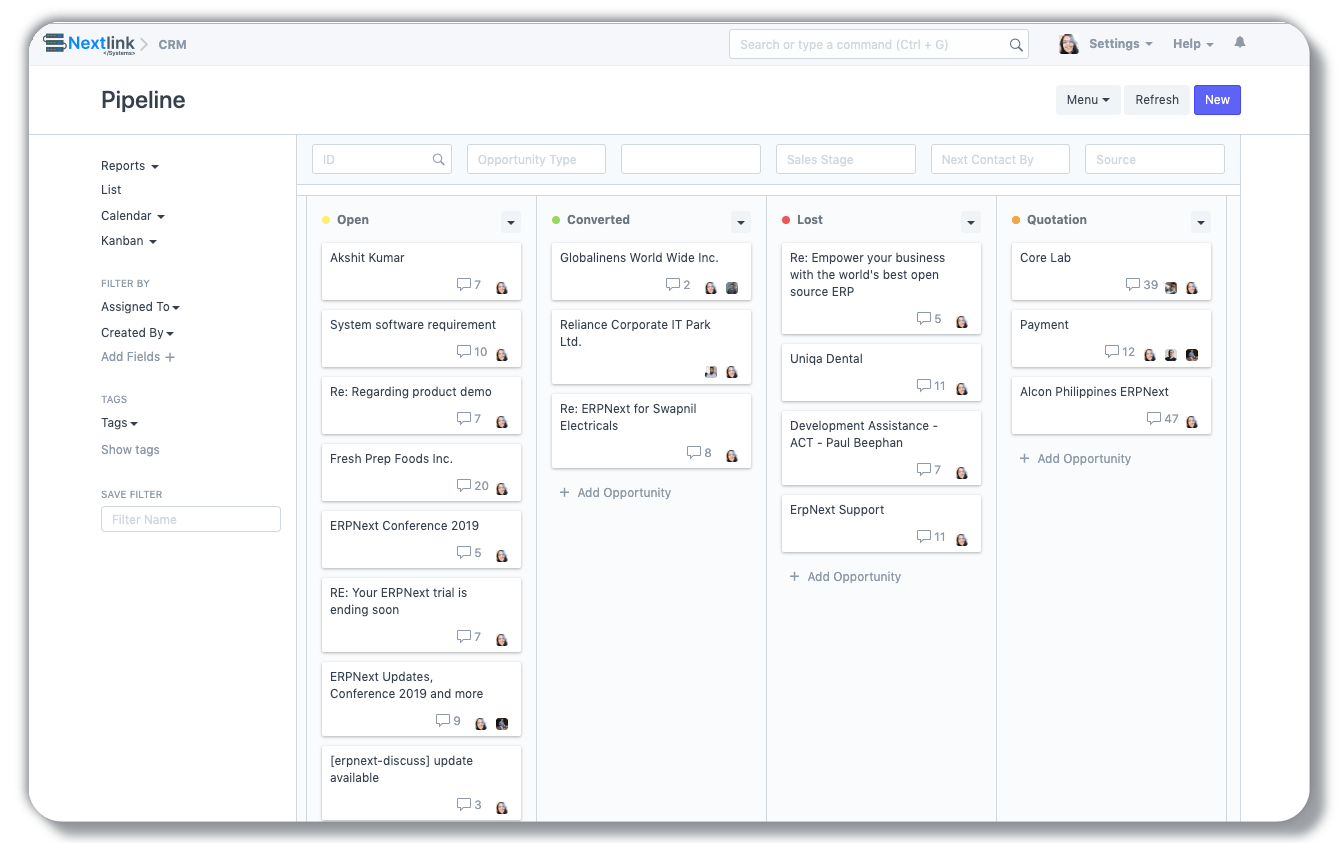 Nextlink
</Systems>
CRM
Search or type a command (Ctrl + G)
Settings
Help
Pipeline
Menu
Refresh
New
Reports
List
Calendar
Kanban
FILTER BY
Assigned To
Created By
Add Fields +
TAGS
Tags
Show tags
SAVE FILTER
Filter Name
ID
Opportunity Type
Sales Stage
Next Contact By
Source
Open
Akshit Kumar
7
System software requirement
10
Re: Regarding product demo
7
Fresh Prep Foods Inc.
20
ERPNext Conference 2019
5
RE: Your ERPNext trial is
ending soon
7
ERPNext Updates,
Conference 2019 and more
9
[erpnext-discuss] update
available
3
Converted
Globalinens World Wide Inc.
2
Reliance Corporate IT Park
Ltd.
Re: ERPNext for Swapnil
Electricals
8
+ Add Opportunity
Lost
Re: Empower your business
with the world's best open
source ERP
5
Uniqa Dental
11
Development Assistance -
ACT - Paul Beephan
7
ErpNext Support
11
+ Add Opportunity
Quotation
Core Lab
39
Payment
12
Alcon Philippines ERPNext
47
+ Add Opportunity